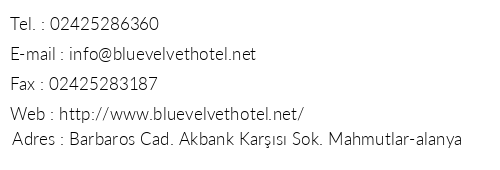 Tel. : 02425286360
E-mail : info@bluevelvethotel.net
Fax : 02425283187
Web : http://www.bluevelvethotel.net/
Adres : Barbaros Cad. Akbank Karşısı Sok. Mahmutlar-alanya